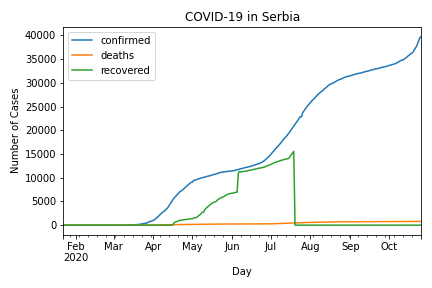 COVID-19 in Serbia
confirmed
deaths
recovered
Number of Cases
40000
35000
30000
25000
20000
15000
10000
5000
0
Feb Mar Apr May Jun Jul Aug Sep Oct
2020
Day